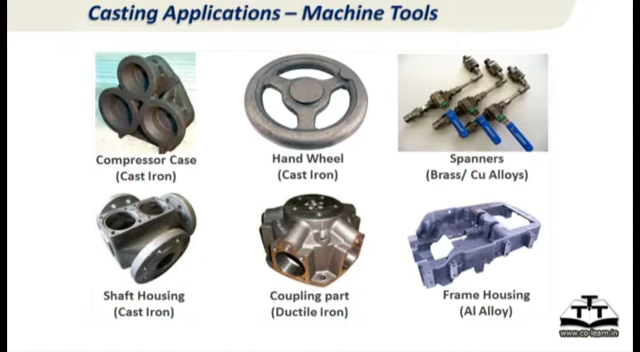 Casting Applications – Machine Tools
Compressor Case
(Cast Iron)
Hand Wheel
(Cast Iron)
Spanners
(Brass/ Cu Alloys)
Shaft Housing
(Cast Iron)
Coupling part
(Ductile Iron)
Frame Housing
(Al Alloy)
TTT
www.co-learn.in